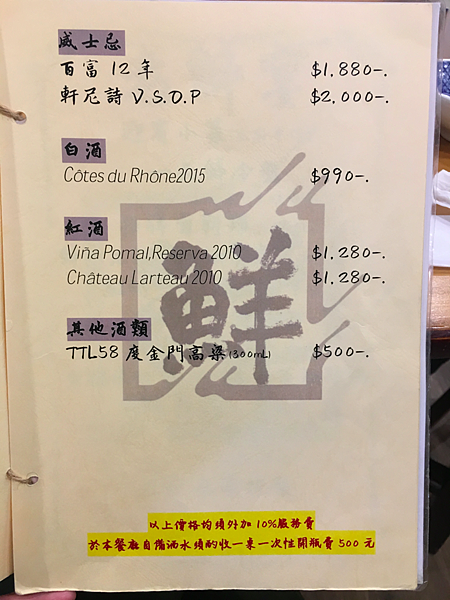 威士忌
百富 12 年 $1.880-.
軒尼詩 V.S.O.P $2.000-.
白酒
Côtes du Rhône2015 $990-.
紅酒
Viña Pomal,Reserva 2010 $1.280-.
Château Larteau 2010 $1.280-.
鮮
其他酒類
TTL58 度金門高粱(300mL) $500-.
以上價格均須外加 10%服務費
於本餐廳自備酒水須酌收一桌一次性開瓶費 500 元